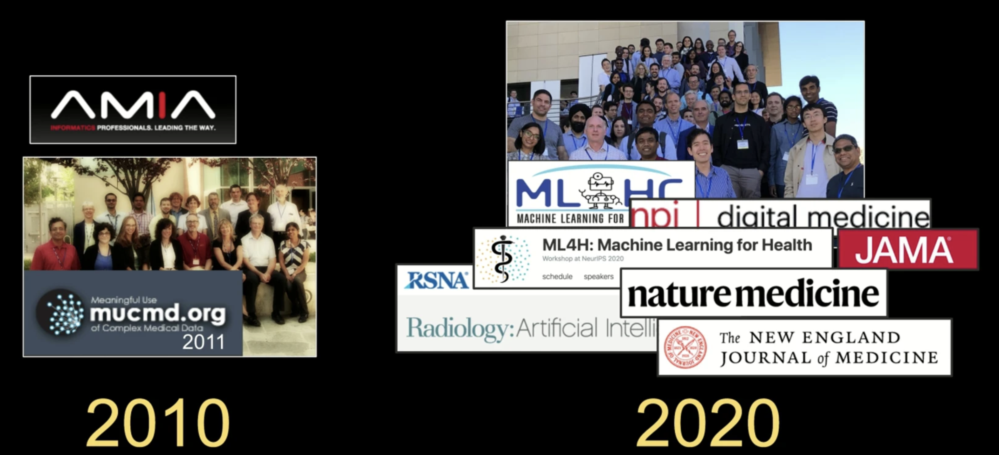 AMIA
INFORMATICS PROFESSIONALS. LEADING THE WAY.
Meaningful Use
mucmd.org
of Complex Medical Data
2011
2010
ML HC
MACHINE LEARNING FOR
npj
digital medicine
ML4H: Machine Learning for Health
Workshop at NeurIPS 2020
schedule speakers
JAMA
RSNA®
nature medicine
Radiology: Artificial Intelli
The NEW ENGLAND
JOURNAL of MEDICINE
2020